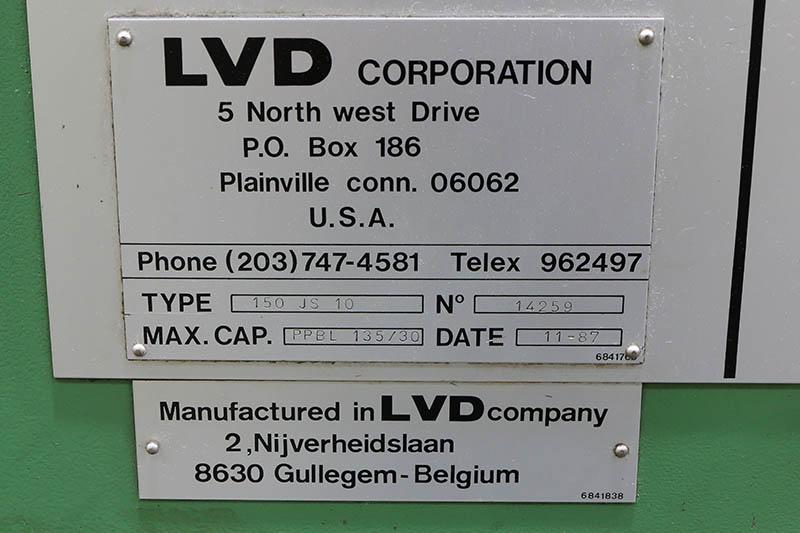 LVD CORPORATION
5 North west Drive
P.O. Box 186
Plainville conn. 06062
U.S.A.
Phone (203) 747-4581 Telex 962497
TYPE 150 JS 10 Nº 14259
MAX. CAP. PPBL 135/30 DATE 11-87
Manufactured in LVD company
2,Nijverheidslaan
8630 Gullegem-Belgium
6841838